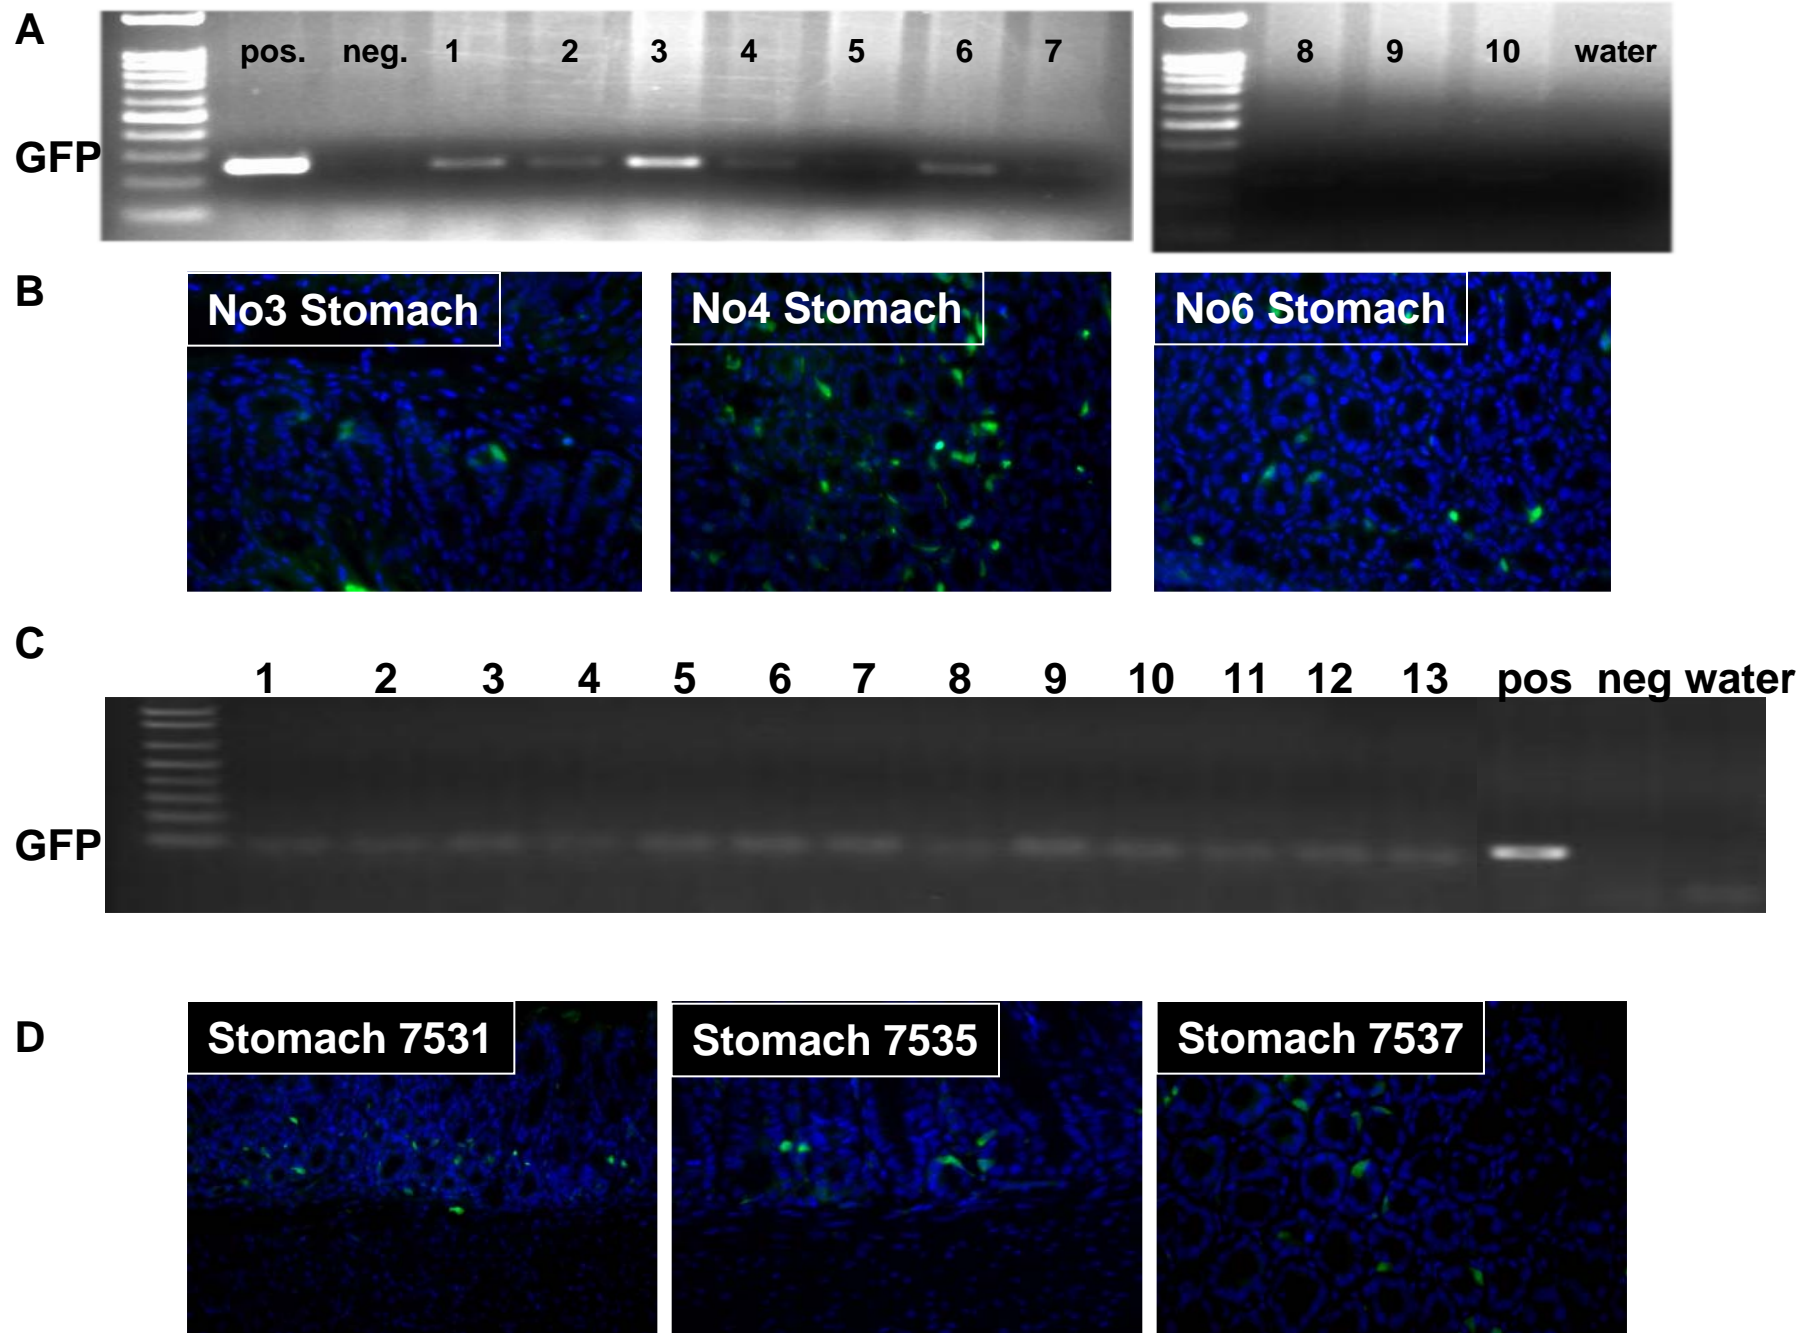 A
pos. neg. 1 2 3 4 5 6 7 8 9 10 water
GFP
B
No3 Stomach
No4 Stomach
No6 Stomach
C
1 2 3 4 5 6 7 8 9 10 11 12 13 pos neg water
GFP
D
Stomach 7531
Stomach 7535
Stomach 7537